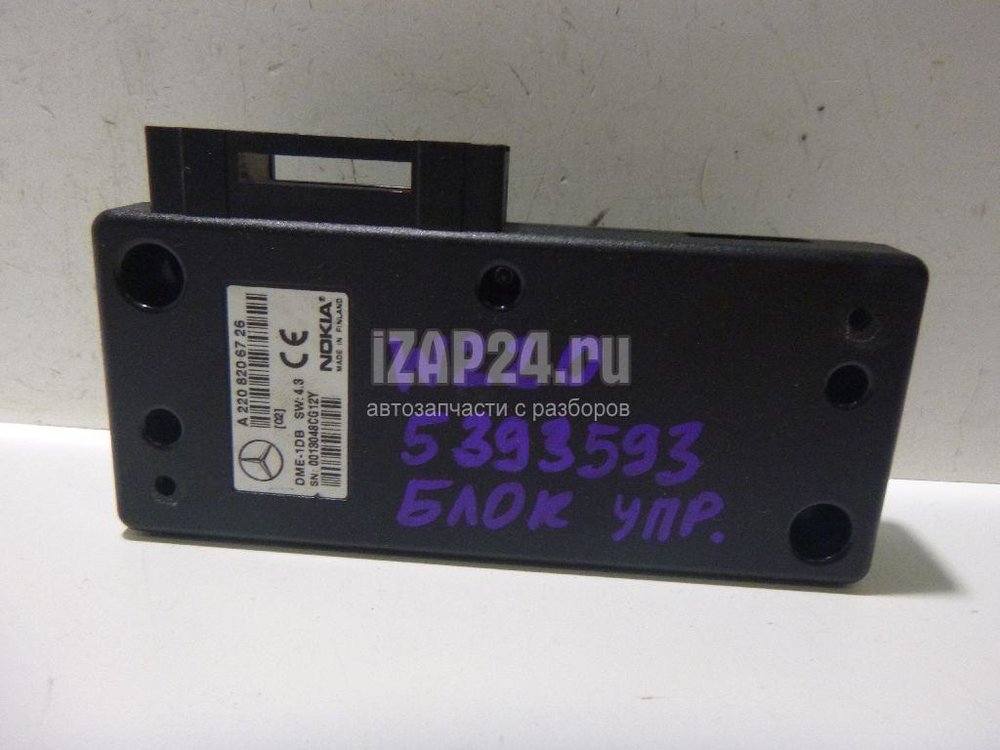 A 220 820 67 26
[02]
CE
DME-1DB SW: 4.3
SN: 0013048CG12Y
NOKIA®
MADE IN FINLAND
iZAP24.ru
автозапчасти с разборов
5393593
БЛОК УПР.